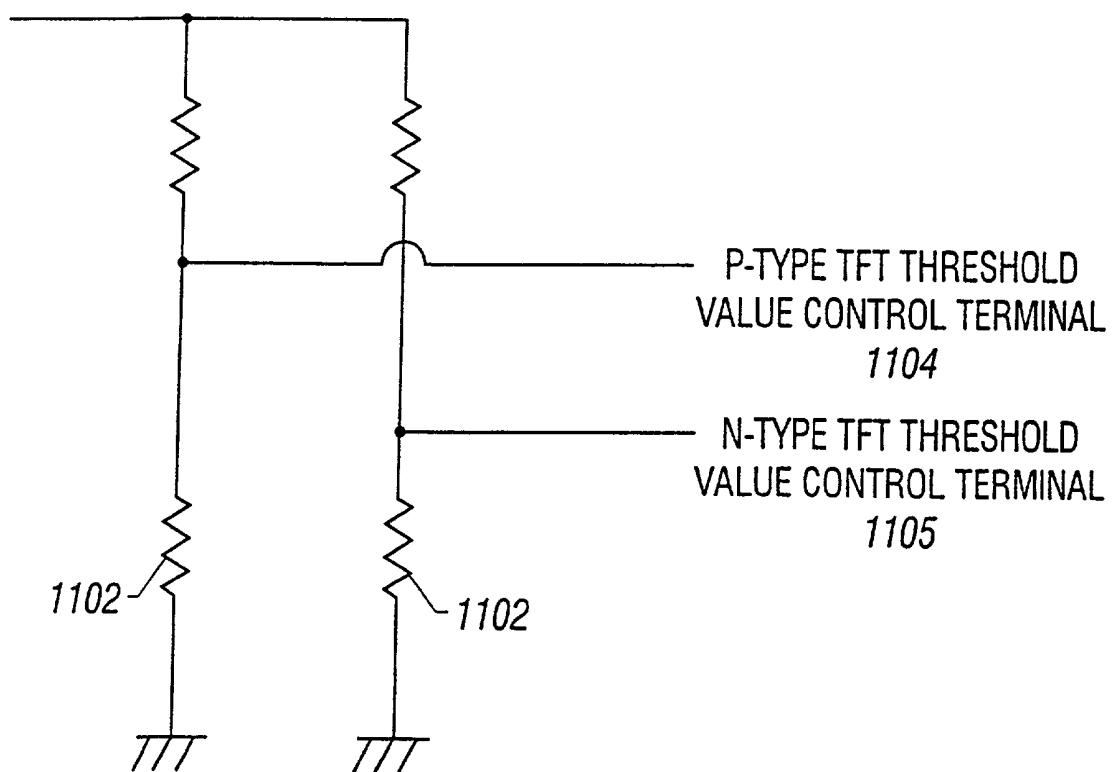 P-TYPE TFT THRESHOLD
VALUE CONTROL TERMINAL
1104
N-TYPE TFT THRESHOLD
VALUE CONTROL TERMINAL
1105
1102
1102